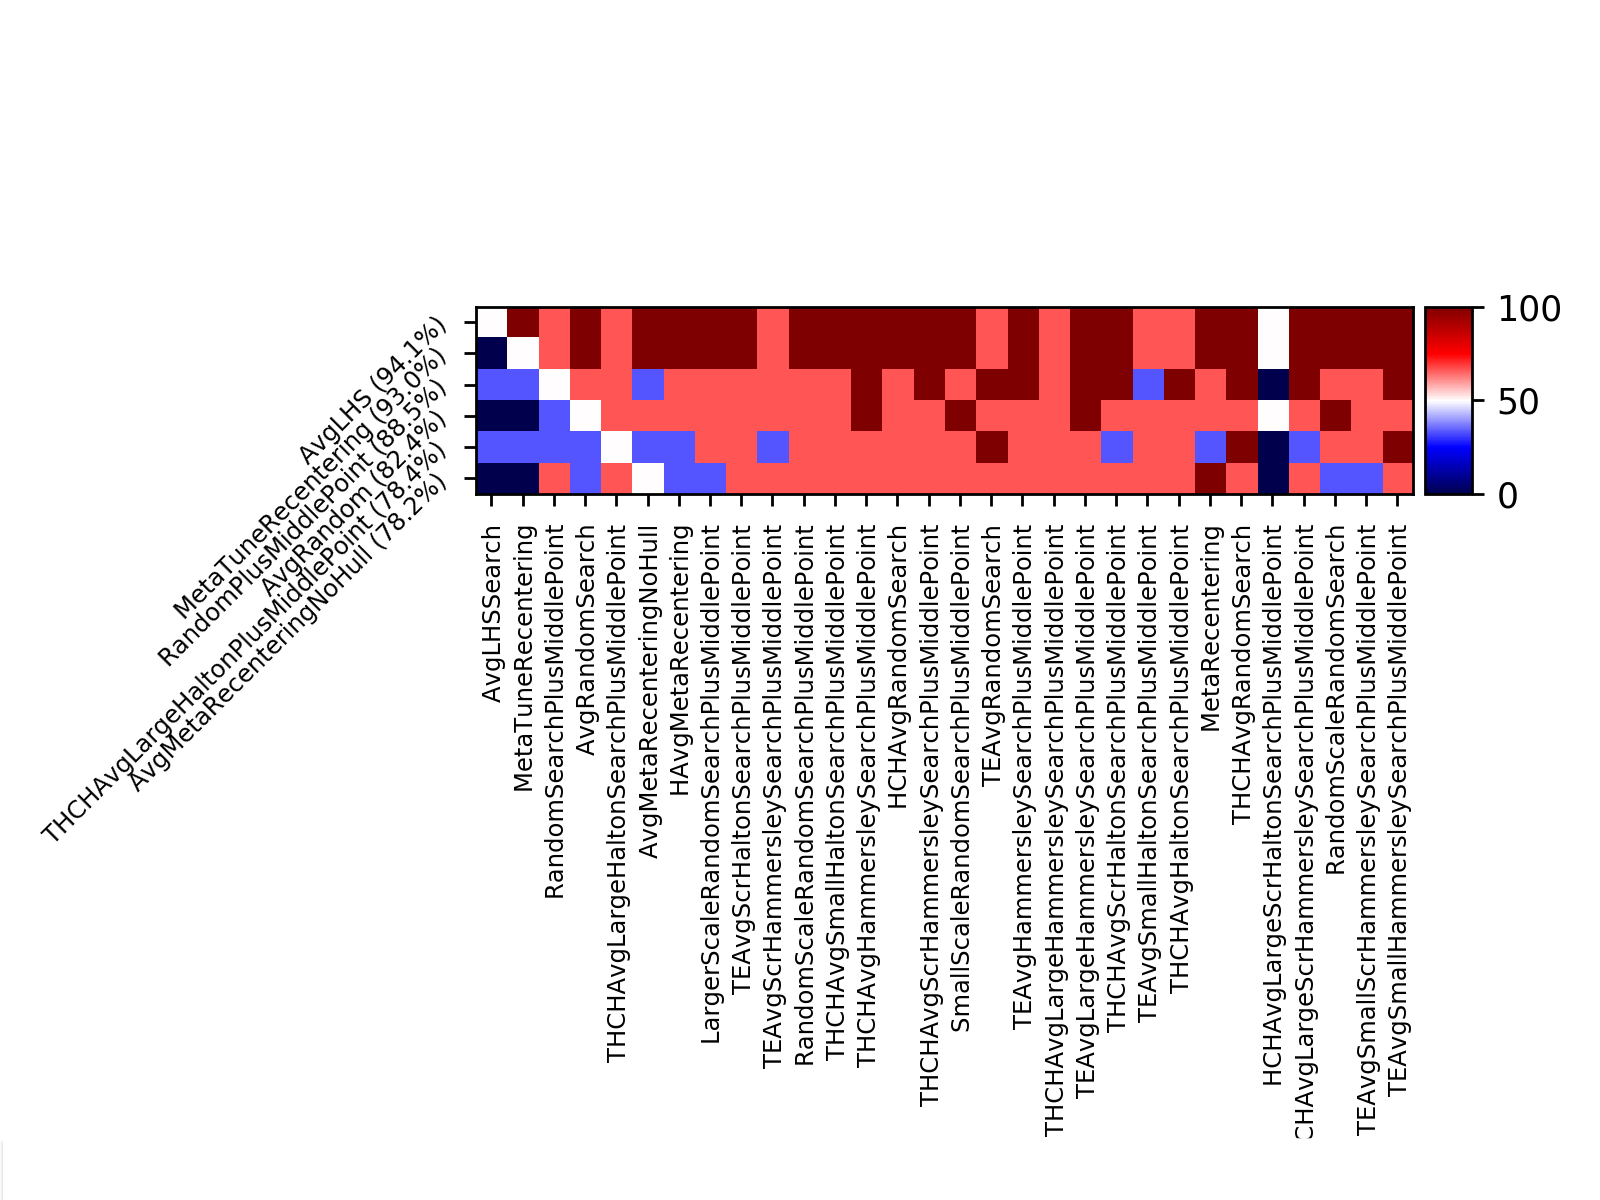 AvgLHS (94.1%)
MetaTuneRecentering (93.0%)
RandomPlusMiddlePoint (88.5%)
AvgRandom (82.4%)
THCHAvgLargeHaltonPlusMiddlePoint (78.4%)
AvgMetaRecenteringNoHull (78.2%)
100
50
0
AvgLHSSearch
MetaTuneRecentering
RandomSearchPlusMiddlePoint
AvgRandomSearch
THCHAvgLargeHaltonSearchPlusMiddlePoint
AvgMetaRecenteringNoHull
HAvgMetaRecentering
LargerScaleRandomSearchPlusMiddlePoint
TEAvgScrHaltonSearchPlusMiddlePoint
TEAvgScrHammersleySearchPlusMiddlePoint
RandomScaleRandomSearchPlusMiddlePoint
THCHAvgSmallHaltonSearchPlusMiddlePoint
THCHAvgHammersleySearchPlusMiddlePoint
HCHAvgRandomSearch
THCHAvgScrHammersleySearchPlusMiddlePoint
SmallScaleRandomSearchPlusMiddlePoint
TEAvgRandomSearch
TEAvgHammersleySearchPlusMiddlePoint
THCHAvgLargeHammersleySearchPlusMiddlePoint
TEAvgLargeHammersleySearchPlusMiddlePoint
THCHAvgScrHaltonSearchPlusMiddlePoint
TEAvgSmallHaltonSearchPlusMiddlePoint
THCHAvgHaltonSearchPlusMiddlePoint
MetaRecentering
THCHAvgRandomSearch
HCHAvgLargeScrHaltonSearchPlusMiddlePoint
CHAvgLargeScrHammersleySearchPlusMiddlePoint
RandomScaleRandomSearch
TEAvgSmallScrHammersleySearchPlusMiddlePoint
TEAvgSmallHammersleySearchPlusMiddlePoint